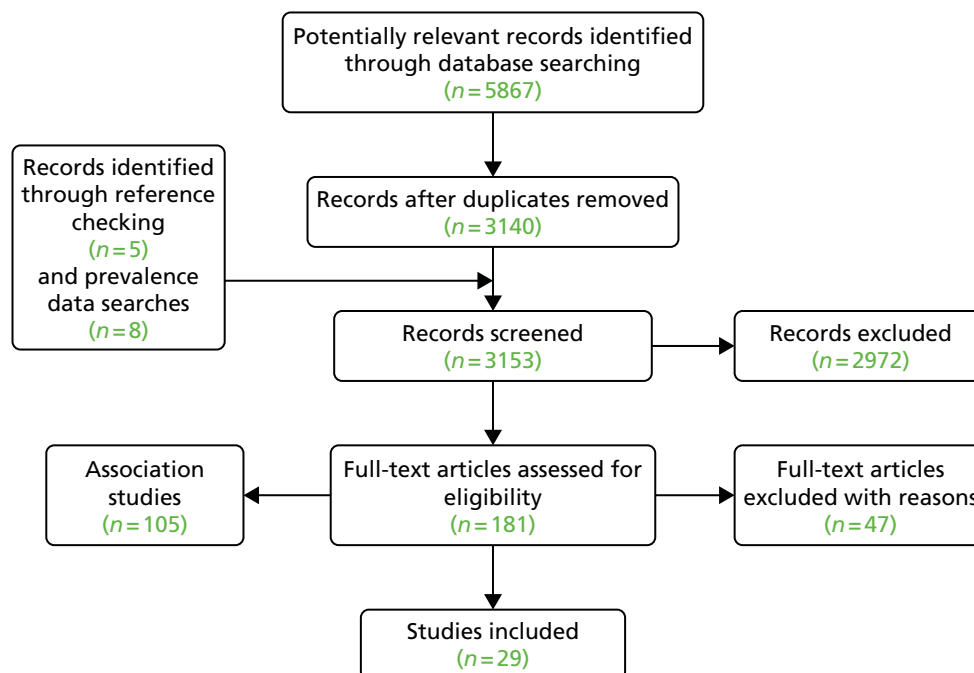 Potentially relevant records identified
through database searching
(n=5867)
Records identified
through reference
checking
(n=5)
and prevalence
data searches
(n=8)
Records after duplicates removed
(n=3140)
Records screened
(n=3153)
Records excluded
(n=2972)
Association
studies
(n=105)
Full-text articles assessed for
eligibility
(n=181)
Full-text articles
excluded with reasons
(n=47)
Studies included
(n=29)